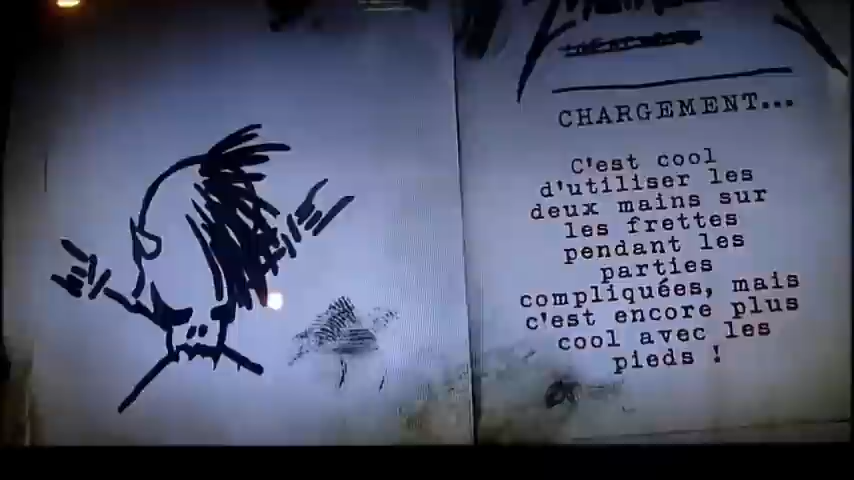 CHARGEMENT...
C'est cool
d'utiliser les
deux mains sur
les frettes
pendant les
parties
compliquées, mais
c'est encore plus
cool avec les
pieds !